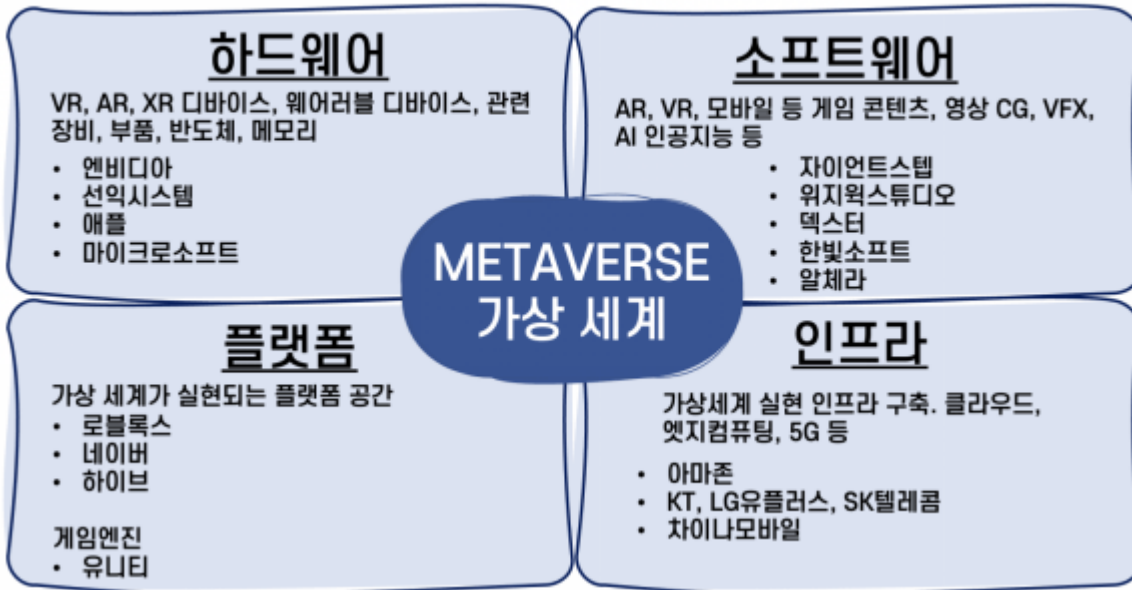 하드웨어
VR, AR, XR 디바이스, 웨어러블 디바이스, 관련
장비, 부품, 반도체, 메모리
• 엔비디아
• 선익시스템
• 애플
• 마이크로소프트
소프트웨어
AR, VR, 모바일 등 게임 콘텐츠, 영상 CG, VFX,
AI 인공지능 등
• 자이언트스텝
• 위지윅스튜디오
• 덱스터
• 한빛소프트
• 알체라
METAVERSE
가상 세계
플랫폼
가상 세계가 실현되는 플랫폼 공간
• 로블록스
• 네이버
• 하이브
게임엔진
• 유니티
인프라
가상세계 실현 인프라 구축. 클라우드,
엣지컴퓨팅, 5G 등
• 아마존
• KT, LG유플러스, SK텔레콤
• 차이나모바일